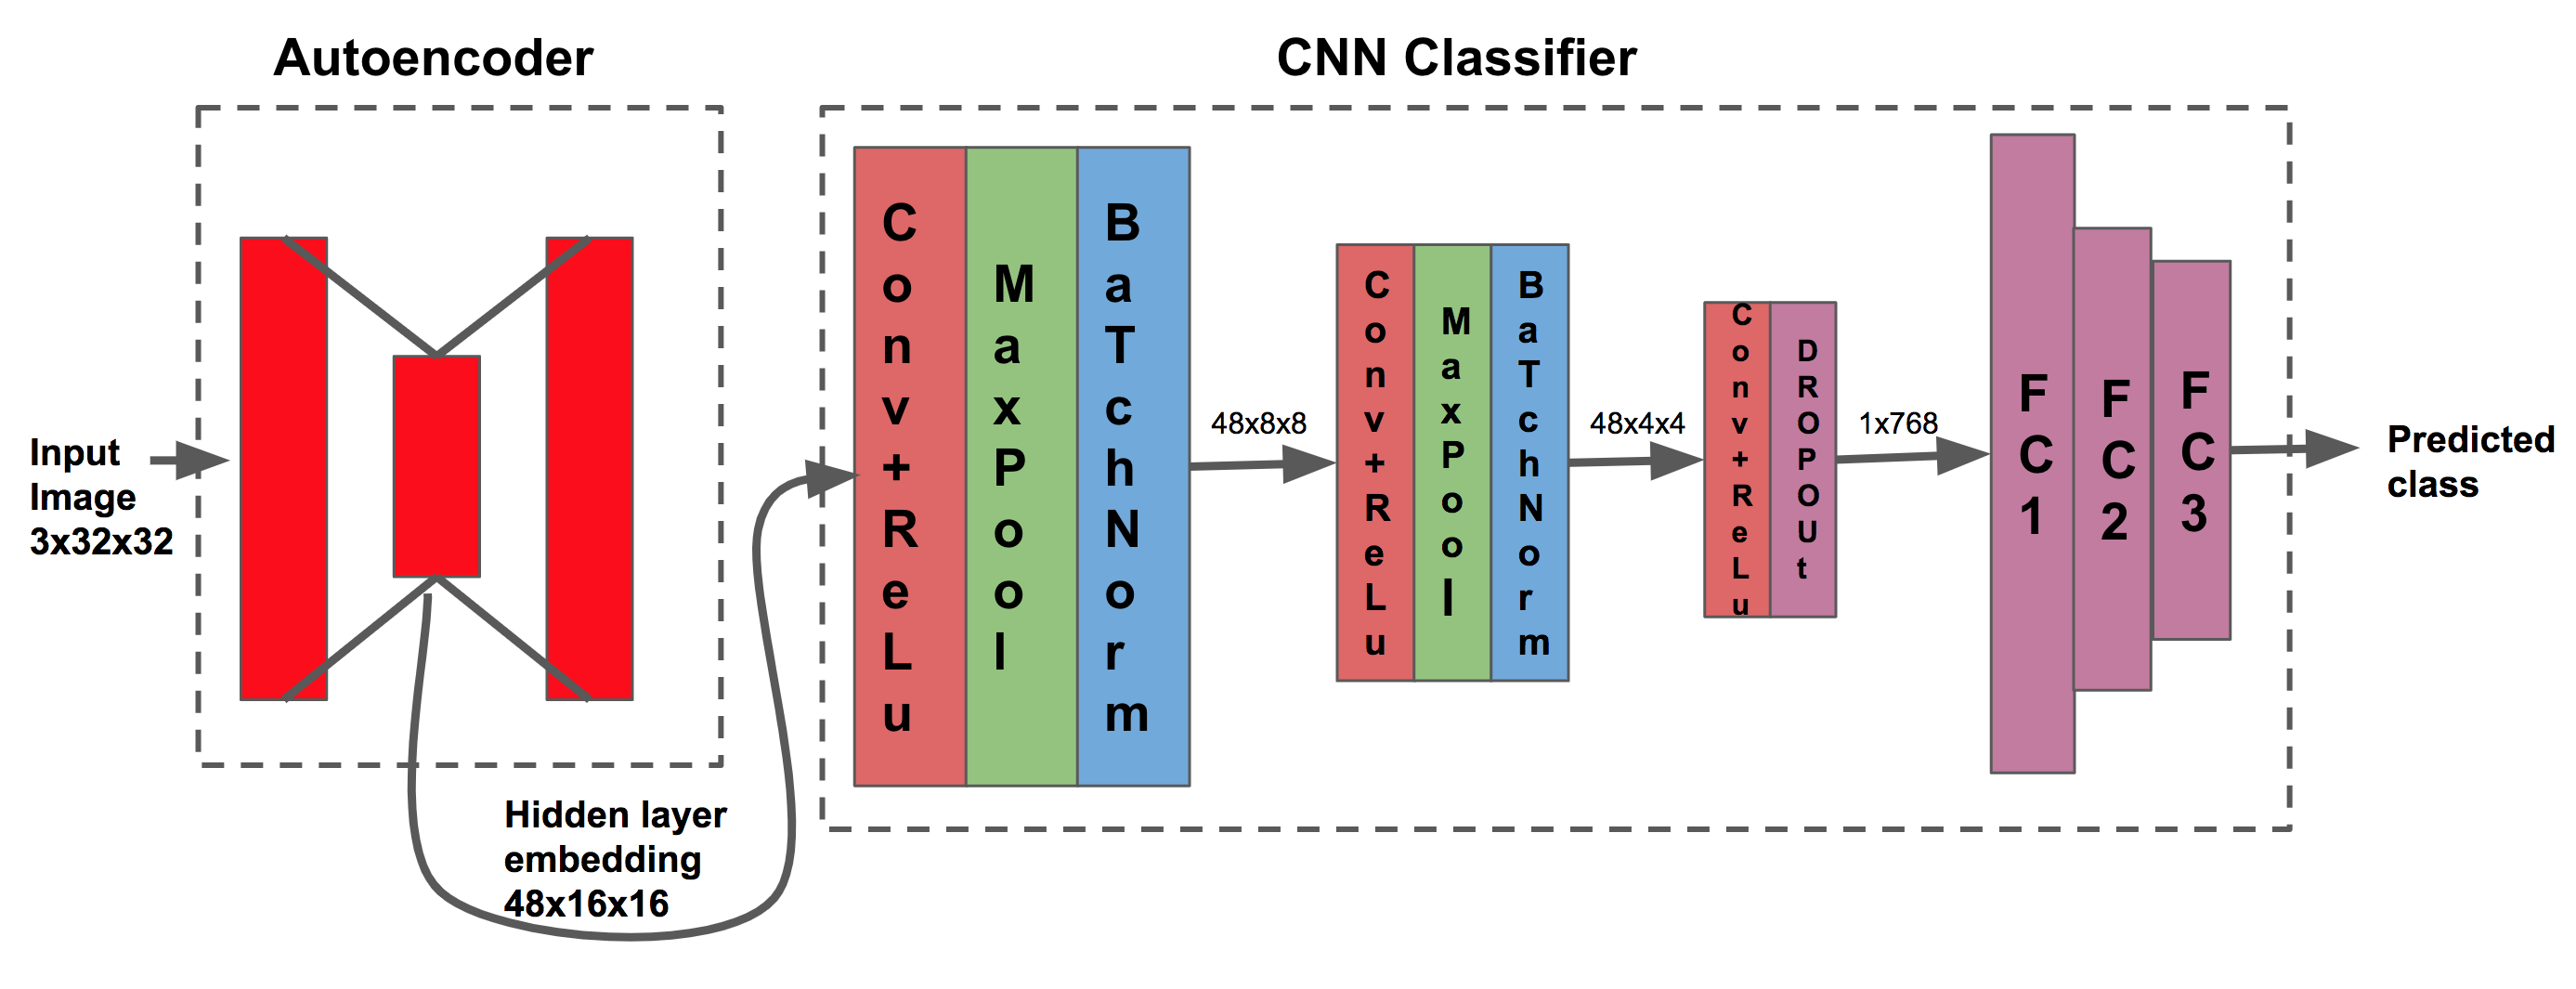 Autoencoder
CNN Classifier
Input
Image
3x32x32
Hidden layer
embedding
48x16x16
Conv+ReLu
MaxPool
BaTchNorm
48x8x8
Conv+ReLu
MaxPool
BaTchNorm
48x4x4
Conv+ReLu
DROPOUt
1x768
FC1
FC2
FC3
Predicted
class